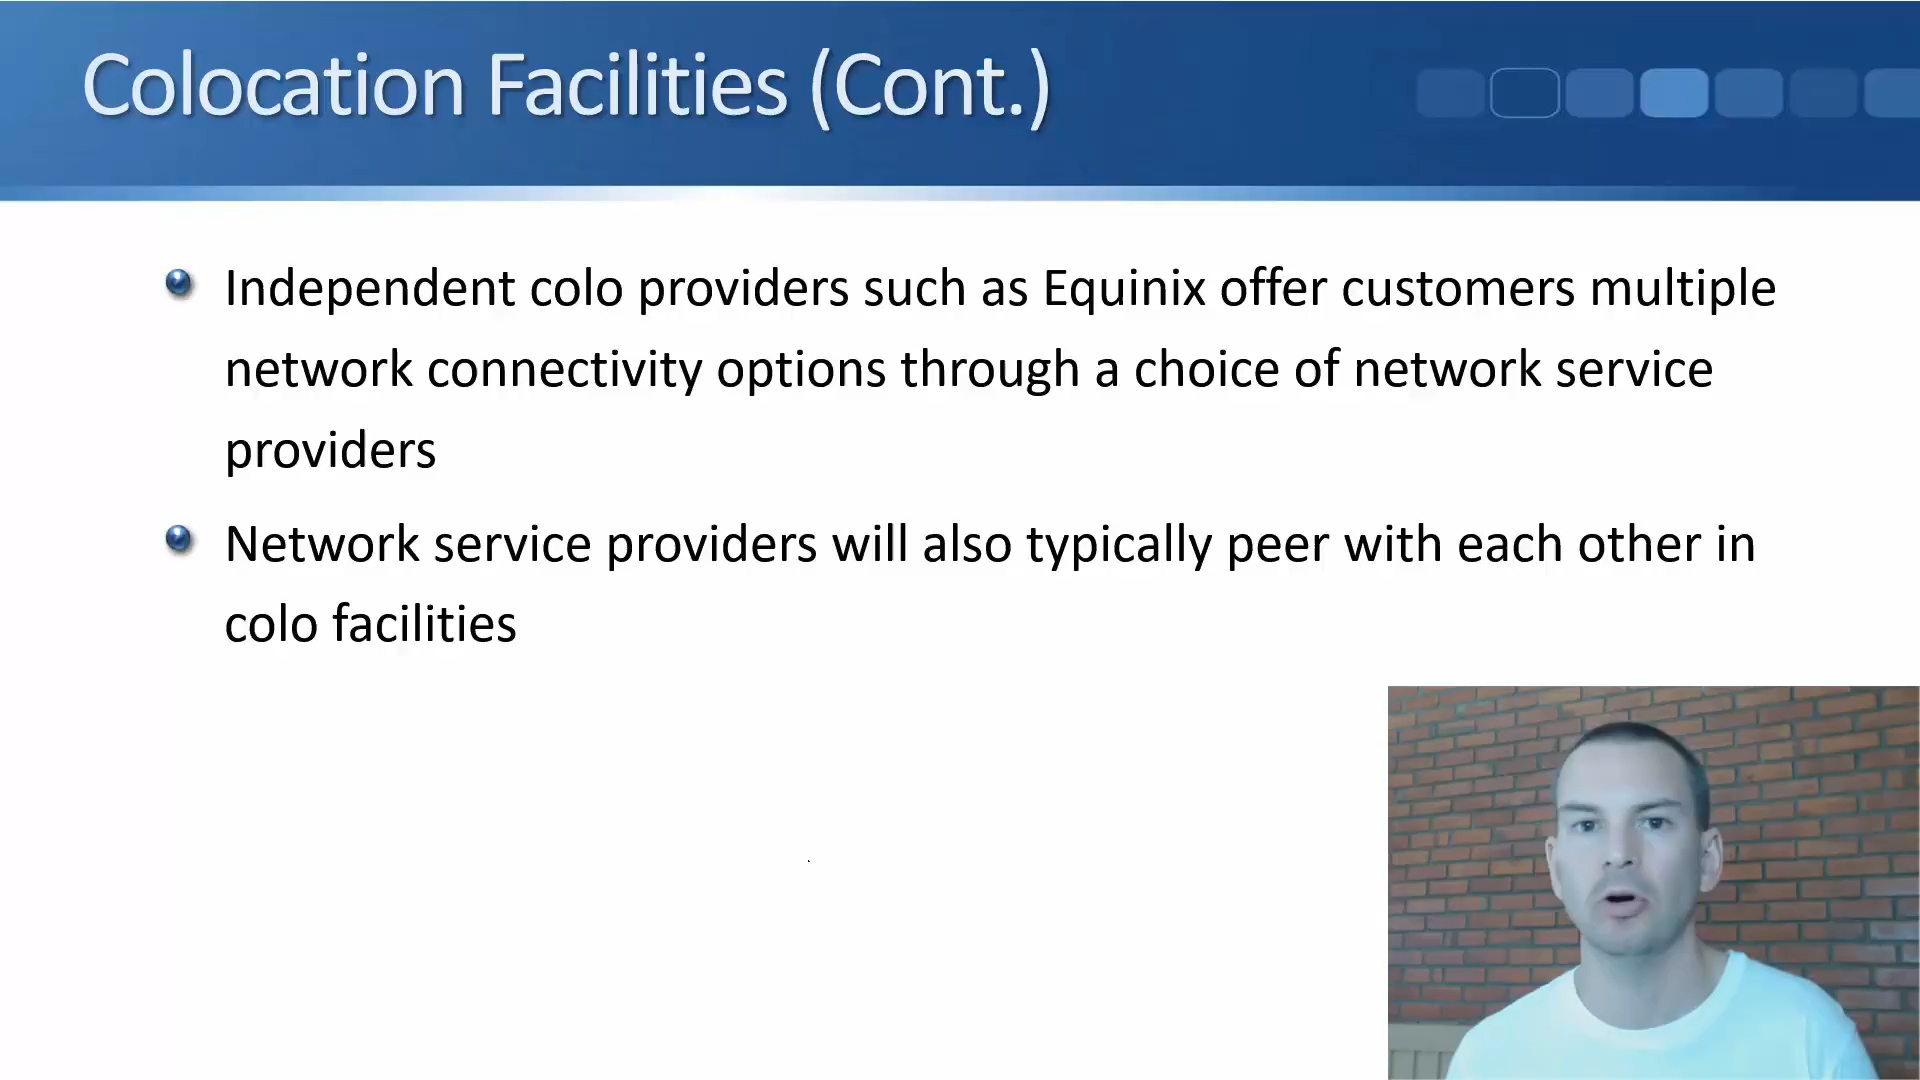 Colocation Facilities (Cont.)
Independent colo providers such as Equinix offer customers multiple
network connectivity options through a choice of network service
providers
Network service providers will also typically peer with each other in
colo facilities